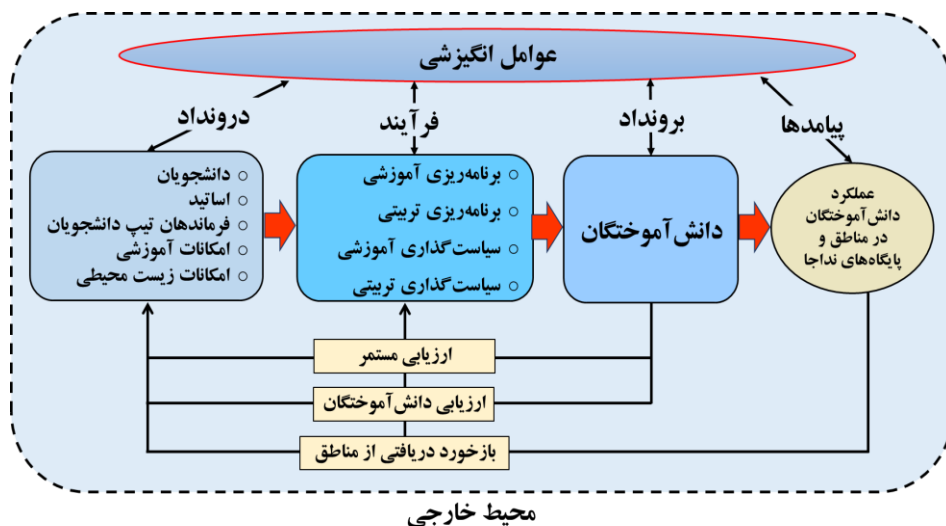 عوامل انگیزشی
درونداد
فرآیند
برونداد
پیامدها
دانشجویان
اساتید
فرماندهان تیپ دانشجویان
امکانات آموزشی
امکانات زیست محیطی
برنامه‌ریزی آموزشی
برنامه‌ریزی تربیتی
سیاست‌گذاری آموزشی
سیاست‌گذاری تربیتی
دانش‌آموختگان
عملکرد
دانش‌آموختگان
در مناطق و
پایگاه‌های نداجا
ارزیابی مستمر
ارزیابی دانش‌آموختگان
بازخورد دریافتی از مناطق
محیط خارجی